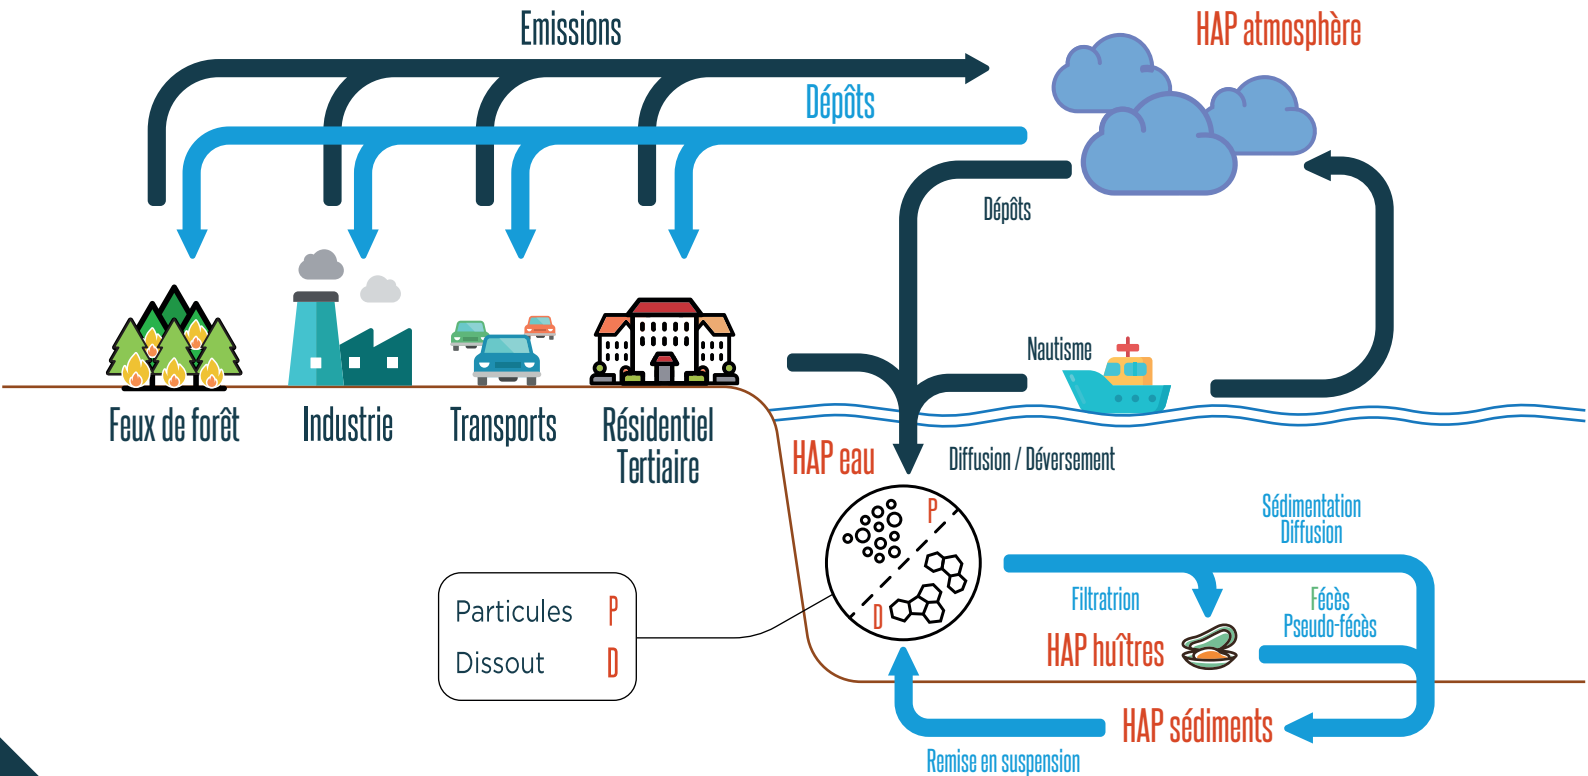 Emissions
HAP atmosphère
Dépôts
Dépôts
Nautisme
Feux de forêt
Industrie
Transports
Résidentiel
Tertiaire
HAP eau
Diffusion / Déversement
P
D
Particules P
Dissout D
Sédimentation
Diffusion
Filtratrion
Fécès
Pseudo-fécès
HAP huîtres
HAP sédiments
Remise en suspension